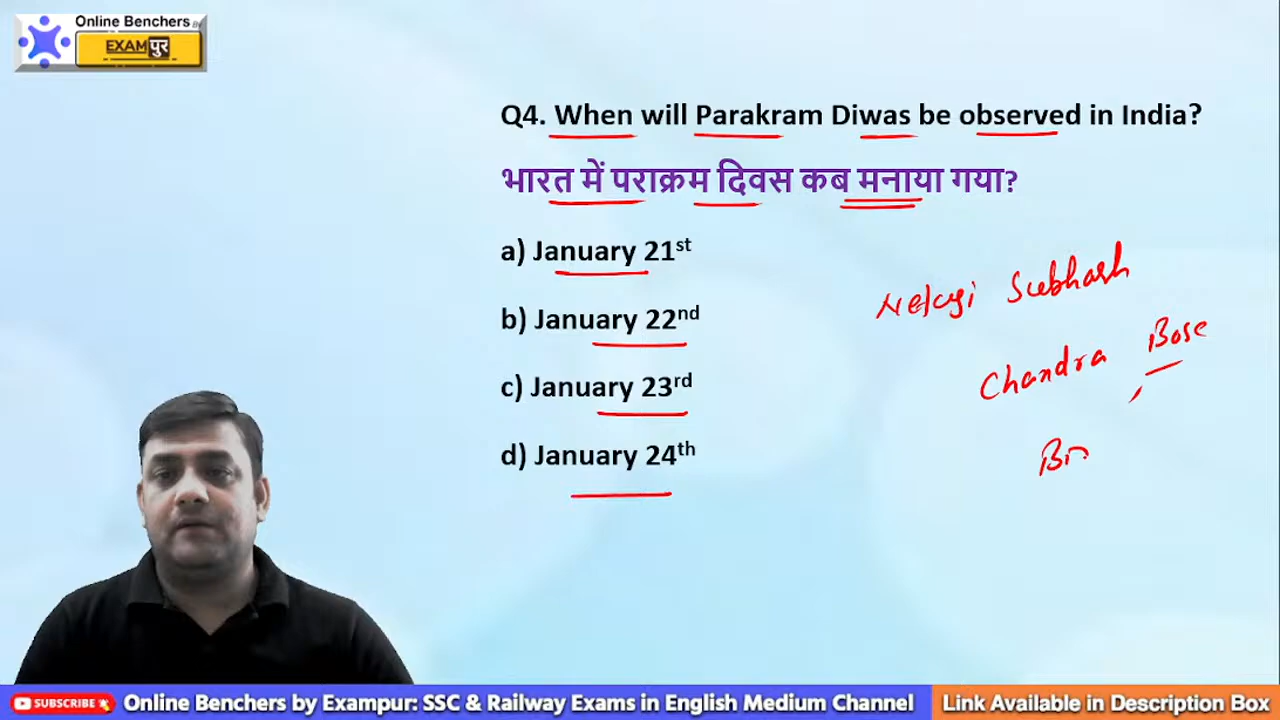 Online Benchers BY
EXAMपुर
Q4. When will Parakram Diwas be observed in India?
भारत में पराक्रम दिवस कब मनाया गया?
a) January 21st
b) January 22nd
c) January 23rd
d) January 24th
Netaji Subhash
Chandra Bose
SUBSCRIBE Online Benchers by Exampur: SSC & Railway Exams in English Medium Channel Link Available in Description Box